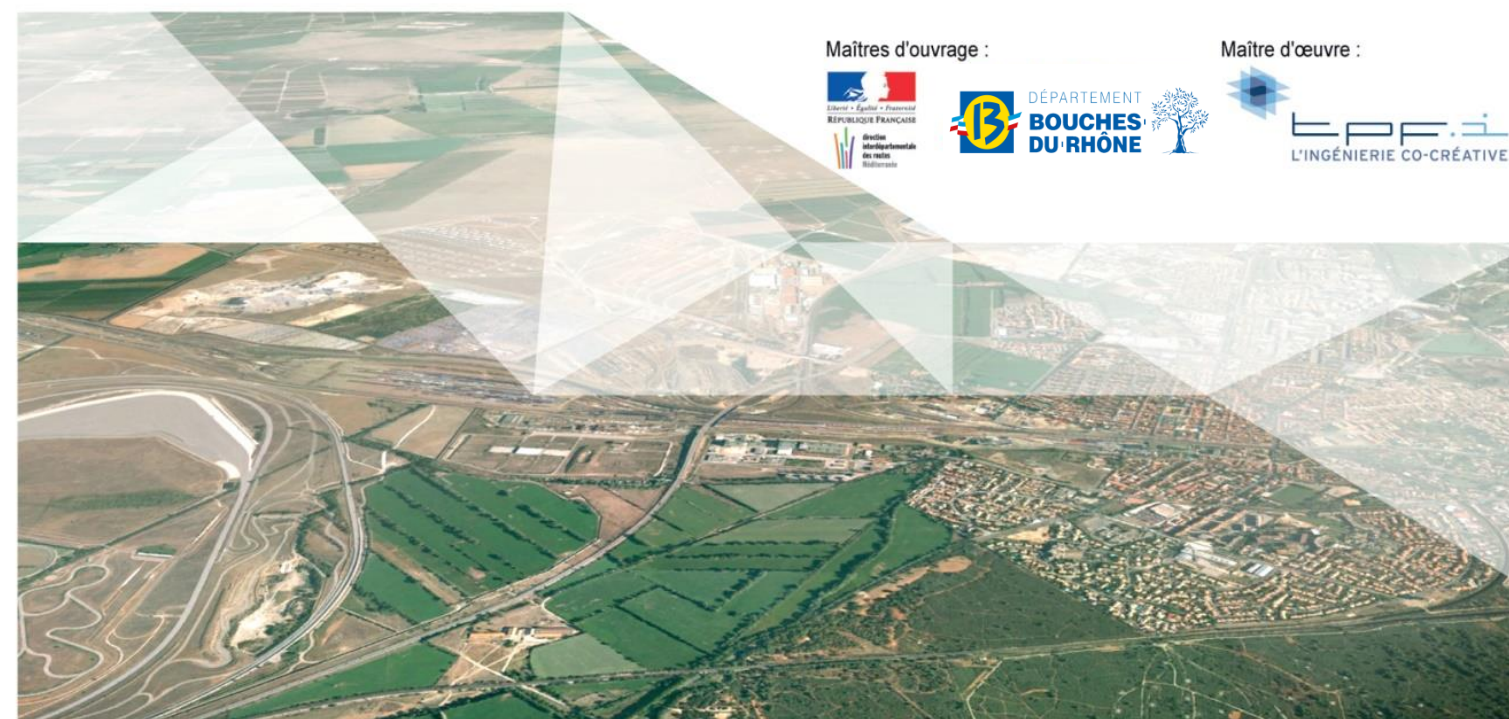 Maîtres d'ouvrage :
Maître d'œuvre :
Liberté • Égalité • Fraternité
RÉPUBLIQUE FRANÇAISE
direction
interdépartementale
des routes
Méditerranée
13
DÉPARTEMENT
BOUCHES
DU RHÔNE
tpf.i
L'INGÉNIERIE CO-CRÉATIVE